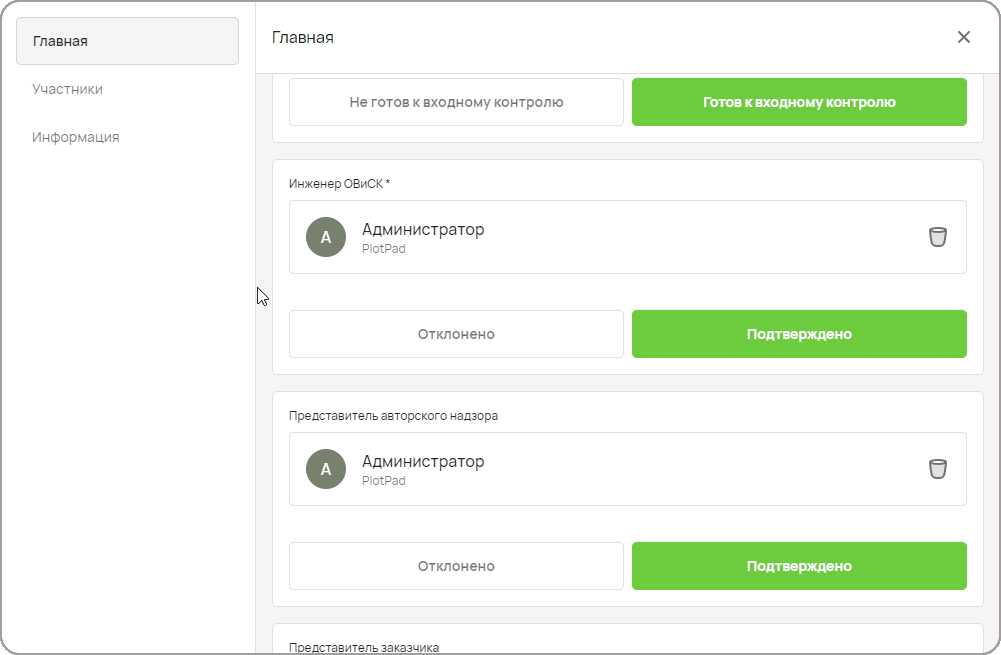 Главная
Участники
Информация
Главная
Не готов к входному контролю
Готов к входному контролю
Инженер ОВиСК *
А
Администратор
PlotPad
Отклонено
Подтверждено
Представитель авторского надзора
А
Администратор
PlotPad
Отклонено
Подтверждено
Представитель заказчика